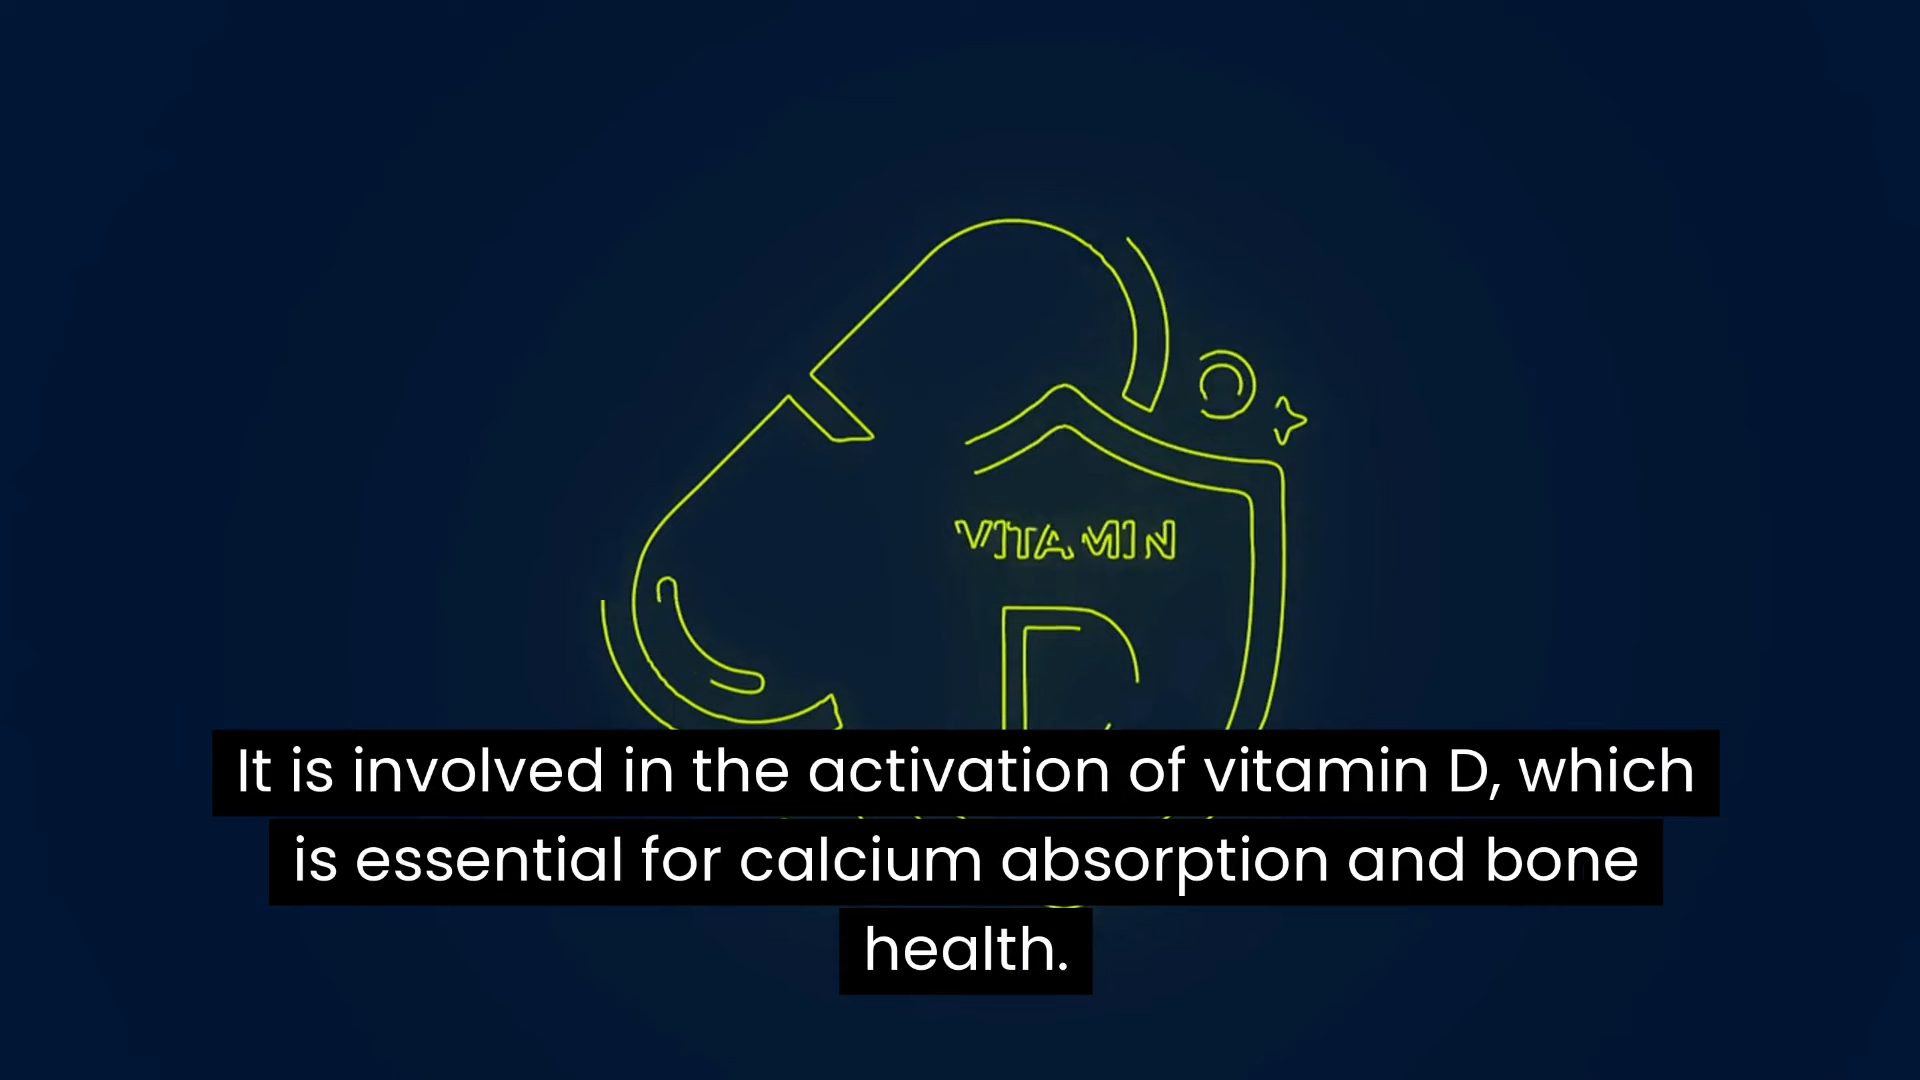 VITAMIN
D
It is involved in the activation of vitamin D, which
is essential for calcium absorption and bone
health.